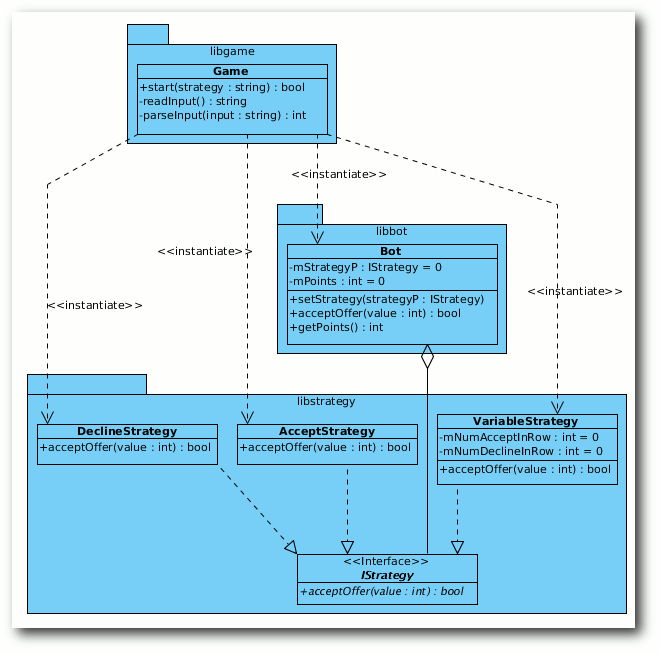 libgame
Game
+start(strategy : string) : bool
-readInput() : string
-parseInput(input : string) : int
<<instantiate>>
libbot
Bot
-mStrategyP : IStrategy = 0
-mPoints : int = 0
+setStrategy(strategyP : IStrategy)
+acceptOffer(value : int) : bool
+getPoints() : int
<<instantiate>>
<<instantiate>>
<<instantiate>>
libstrategy
DeclineStrategy
+acceptOffer(value : int) : bool
AcceptStrategy
+acceptOffer(value : int) : bool
VariableStrategy
-mNumAcceptInRow : int = 0
-mNumDeclineInRow : int = 0
+acceptOffer(value : int) : bool
<<Interface>>
IStrategy
+acceptOffer(value : int) : bool